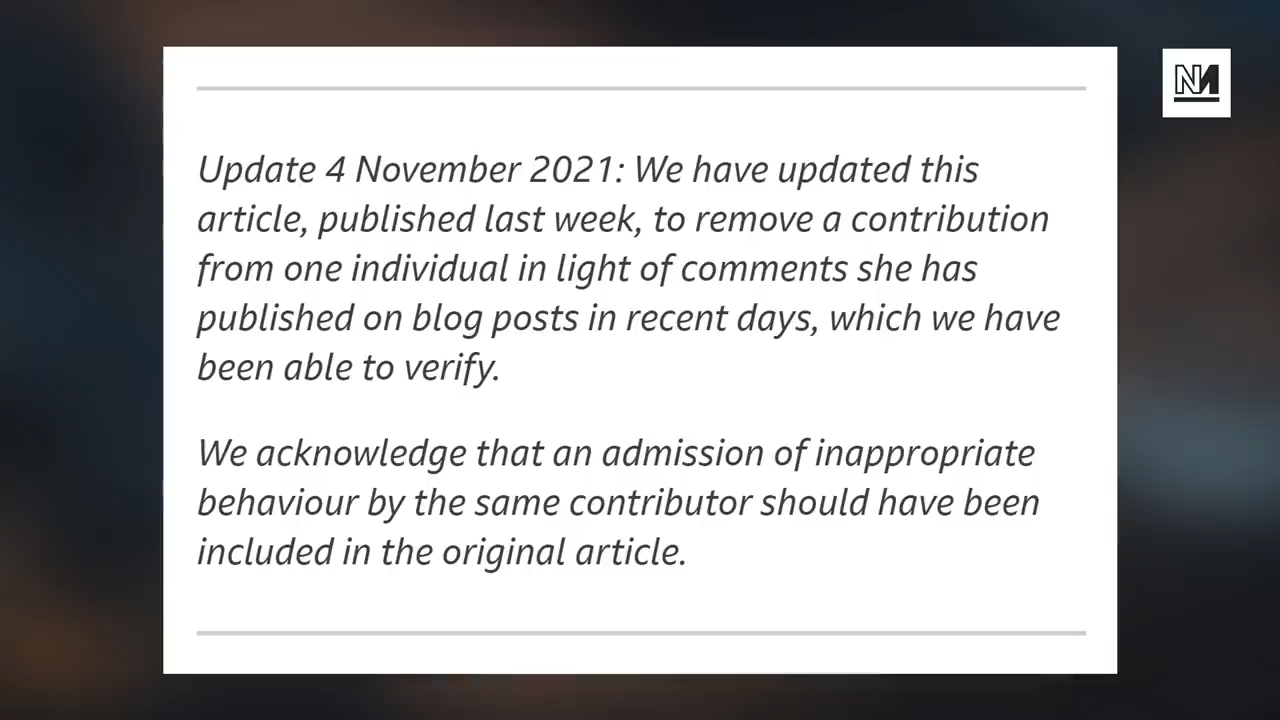 NM
Update 4 November 2021: We have updated this
article, published last week, to remove a contribution
from one individual in light of comments she has
published on blog posts in recent days, which we have
been able to verify.
We acknowledge that an admission of inappropriate
behaviour by the same contributor should have been
included in the original article.